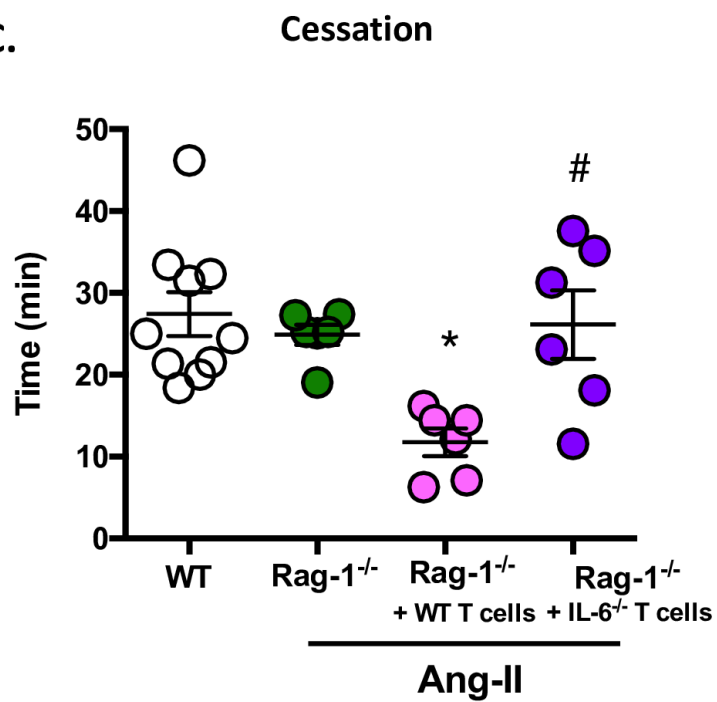 c.
Cessation
50
40
30
20
10
0
Time (min)
*
#
WT
Rag-1-/-
Rag-1-/-
+ WT T cells
Rag-1-/-
+ IL-6-/- T cells
Ang-II